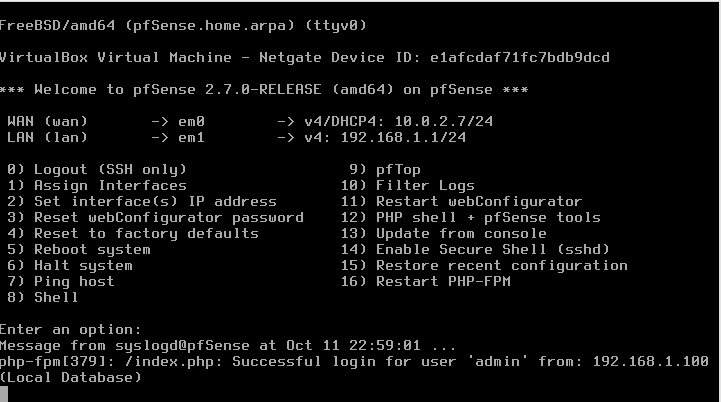 FreeBSD/amd64 (pfSense.home.arpa) (ttyv0)
VirtualBox Virtual Machine - Netgate Device ID: e1afcdaf71fc7bdb9dcd
*** Welcome to pfSense 2.7.0-RELEASE (amd64) on pfSense ***
WAN (wan) -> em0 -> v4/DHCP4: 10.0.2.7/24
LAN (lan) -> em1 -> v4: 192.168.1.1/24
0) Logout (SSH only) 9) pfTop
1) Assign Interfaces 10) Filter Logs
2) Set interface(s) IP address 11) Restart webConfigurator
3) Reset webConfigurator password 12) PHP shell + pfSense tools
4) Reset to factory defaults 13) Update from console
5) Reboot system 14) Enable Secure Shell (sshd)
6) Halt system 15) Restore recent configuration
7) Ping host 16) Restart PHP-FPM
8) Shell
Enter an option:
Message from syslogd@pfSense at Oct 11 22:59:01 ...
php-fpm[379]: /index.php: Successful login for user 'admin' from: 192.168.1.100
(Local Database)